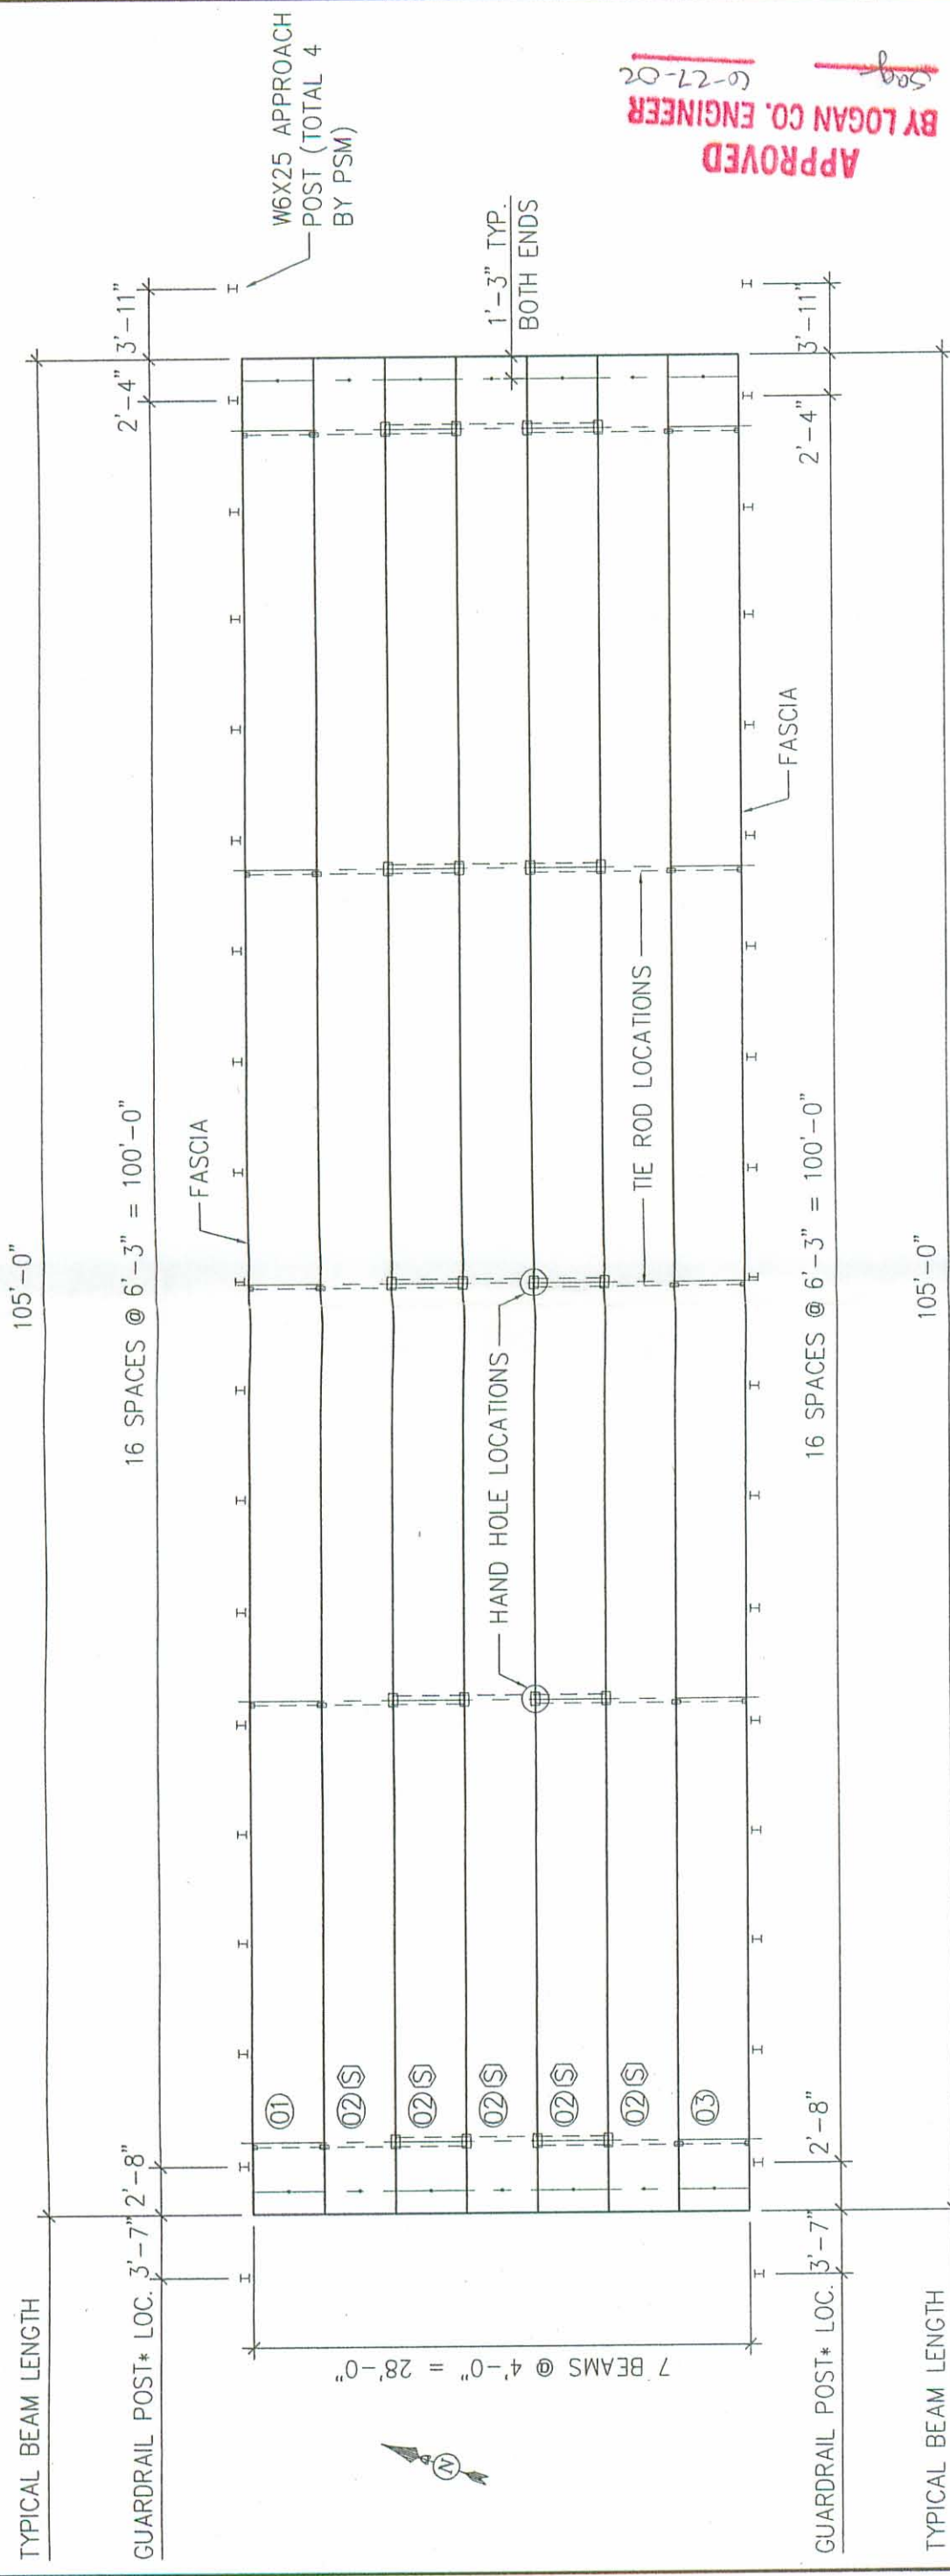 TYPICAL BEAM LENGTH
105'-0"
GUARDRAIL POST* LOC.
3'-7"
2'-8"
16 SPACES @ 6'-3" = 100'-0"
2'-4"
3'-11"
W6X25 APPROACH
POST (TOTAL 4
BY PSM)
FASCIA
7 BEAMS @ 4'-0" = 28'-0"
N
01
02 S
02 S
02 S
02 S
02 S
03
HAND HOLE LOCATIONS
TIE ROD LOCATIONS
1'-3" TYP.
BOTH ENDS
FASCIA
GUARDRAIL POST* LOC.
3'-7"
2'-8"
16 SPACES @ 6'-3" = 100'-0"
2'-4"
3'-11"
TYPICAL BEAM LENGTH
105'-0"
APPROVED
BY LOGAN CO. ENGINEER
6-27-02